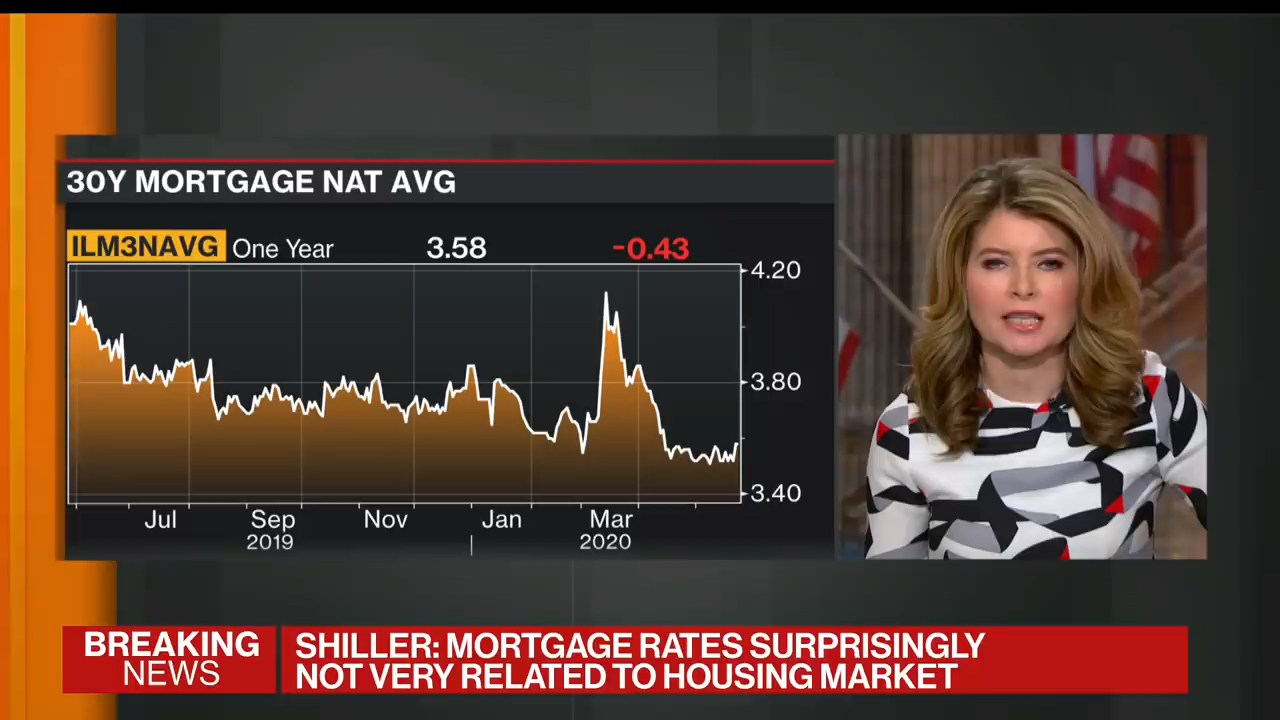 30Y MORTGAGE NAT AVG
ILM3NAVG One Year 3.58 -0.43
4.20
3.80
3.40
Jul Sep Nov Jan Mar
2019 2020
BREAKING
NEWS
SHILLER: MORTGAGE RATES SURPRISINGLY
NOT VERY RELATED TO HOUSING MARKET